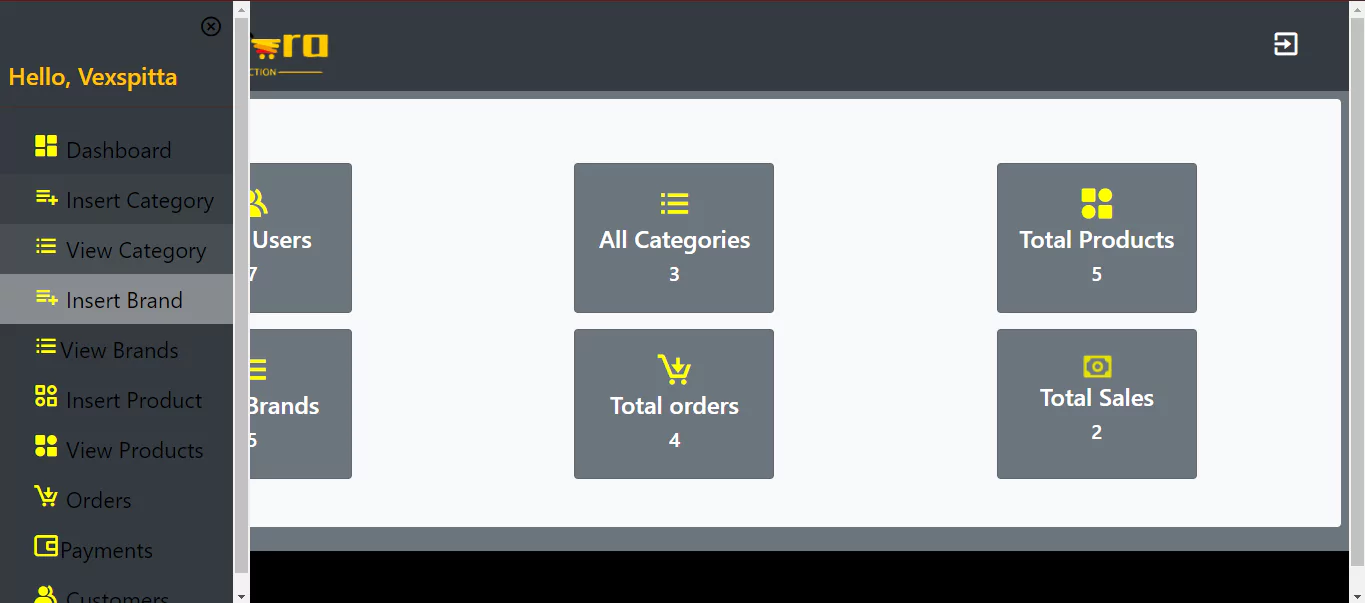 ra
CTION
Hello, Vexspitta
Dashboard
Insert Category
View Category
Insert Brand
View Brands
Insert Product
View Products
Orders
Payments
Customers
Users
7
All Categories
3
Total Products
5
Brands
5
Total orders
4
Total Sales
2